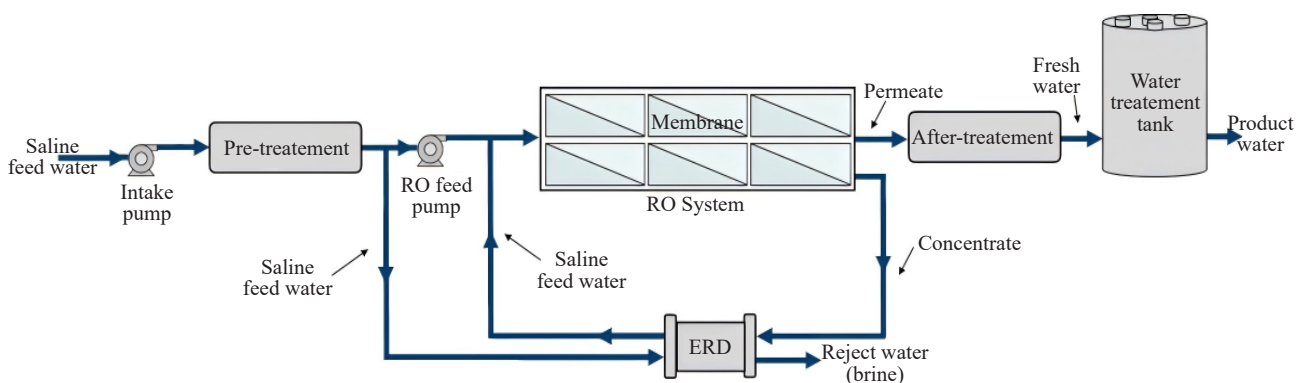 Saline
feed water
Intake
pump
Pre-treatement
RO feed
pump
Membrane
RO System
Permeate
After-treatement
Fresh
water
Water
treatement
tank
Product
water
Saline
feed water
Saline
feed water
Concentrate
ERD
Reject water
(brine)